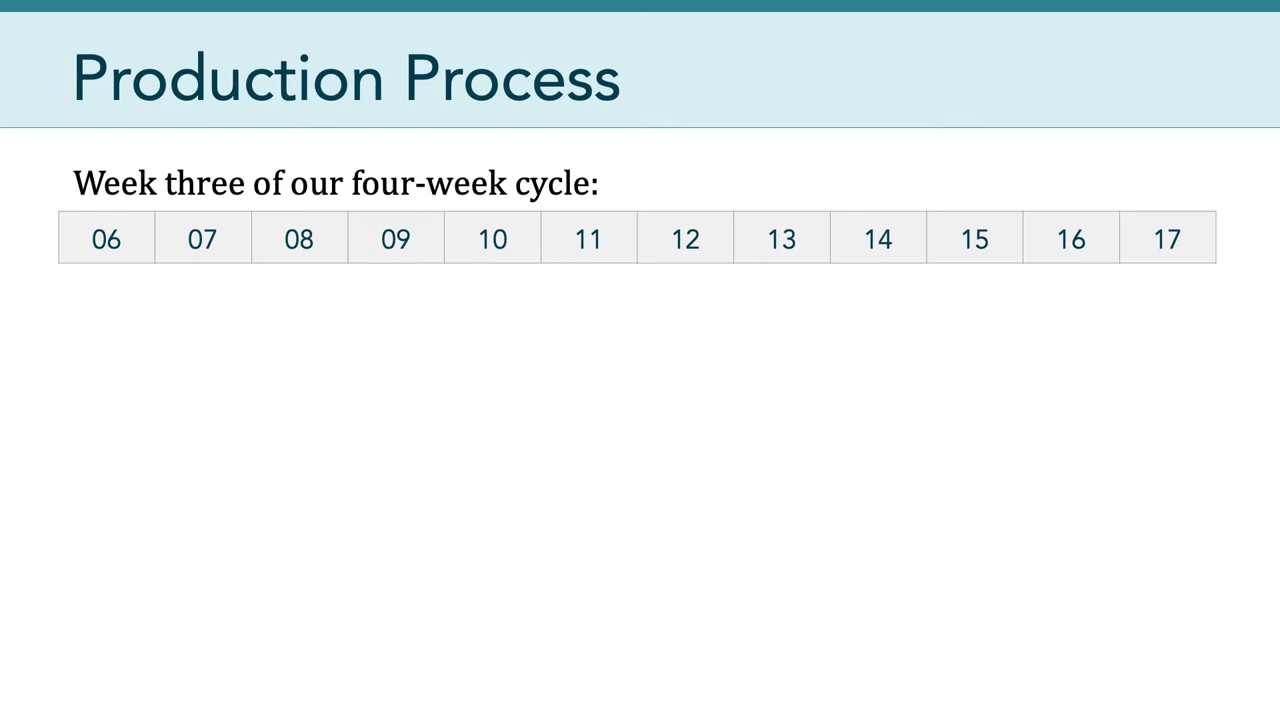 Production Process
Week three of our four-week cycle:
06 07 08 09 10 11 12 13 14 15 16 17